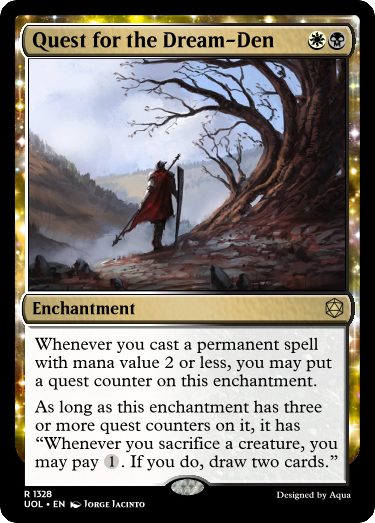 Quest for the Dream-Den
Enchantment
Whenever you cast a permanent spell
with mana value 2 or less, you may put
a quest counter on this enchantment.
As long as this enchantment has three
or more quest counters on it, it has
“Whenever you sacrifice a creature, you
may pay 1. If you do, draw two cards.”
R 1328
UOL • EN Jorge Jacinto
Designed by Aqua